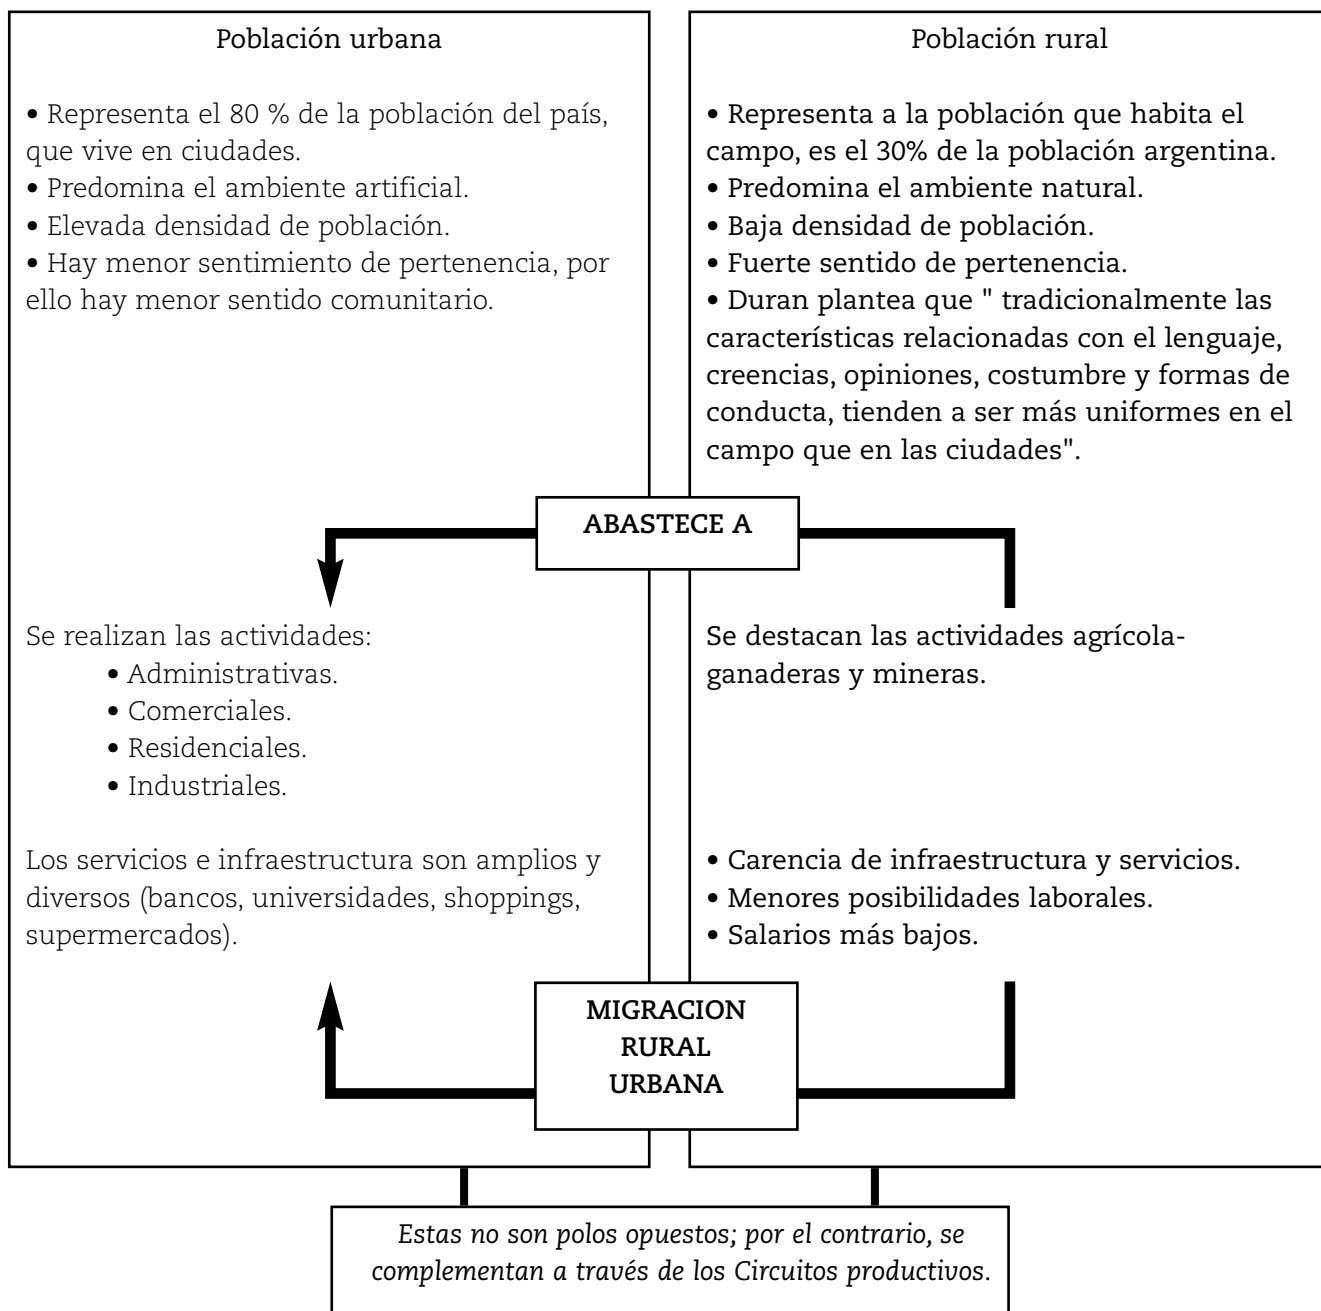 Población urbana
• Representa el 80 % de la población del país,
que vive en ciudades.
• Predomina el ambiente artificial.
• Elevada densidad de población.
• Hay menor sentimiento de pertenencia, por
ello hay menor sentido comunitario.
Población rural
• Representa a la población que habita el
campo, es el 30% de la población argentina.
• Predomina el ambiente natural.
• Baja densidad de población.
• Fuerte sentido de pertenencia.
• Duran plantea que " tradicionalmente las
características relacionadas con el lenguaje,
creencias, opiniones, costumbre y formas de
conducta, tienden a ser más uniformes en el
campo que en las ciudades".
ABASTECE A
Se realizan las actividades:
• Administrativas.
• Comerciales.
• Residenciales.
• Industriales.
Se destacan las actividades agrícola-
ganaderas y mineras.
Los servicios e infraestructura son amplios y
diversos (bancos, universidades, shoppings,
supermercados).
• Carencia de infraestructura y servicios.
• Menores posibilidades laborales.
• Salarios más bajos.
MIGRACION
RURAL
URBANA
Estas no son polos opuestos; por el contrario, se
complementan a través de los Circuitos productivos.